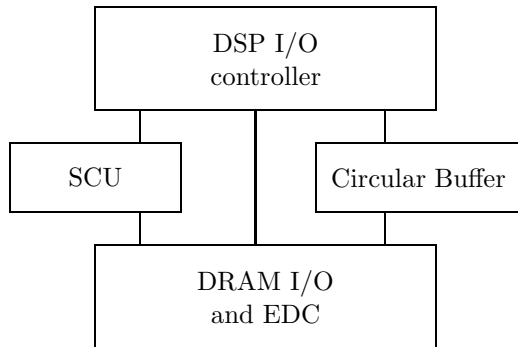 DSP I/O
controller
SCU
Circular Buffer
DRAM I/O
and EDC